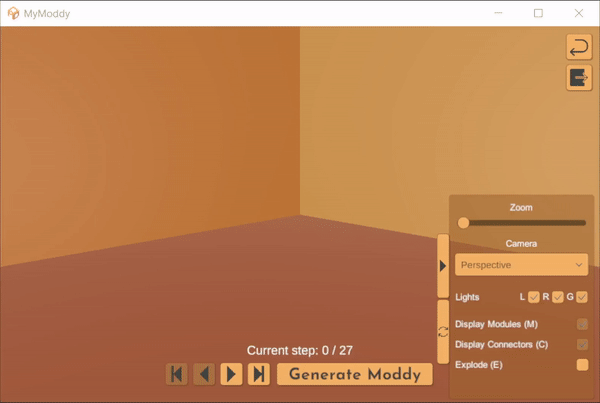 MyModdy
Zoom
Camera
Perspective
Lights L R G
Display Modules (M)
Display Connectors (C)
Explode (E)
Current step: 0 / 27
Generate Moddy